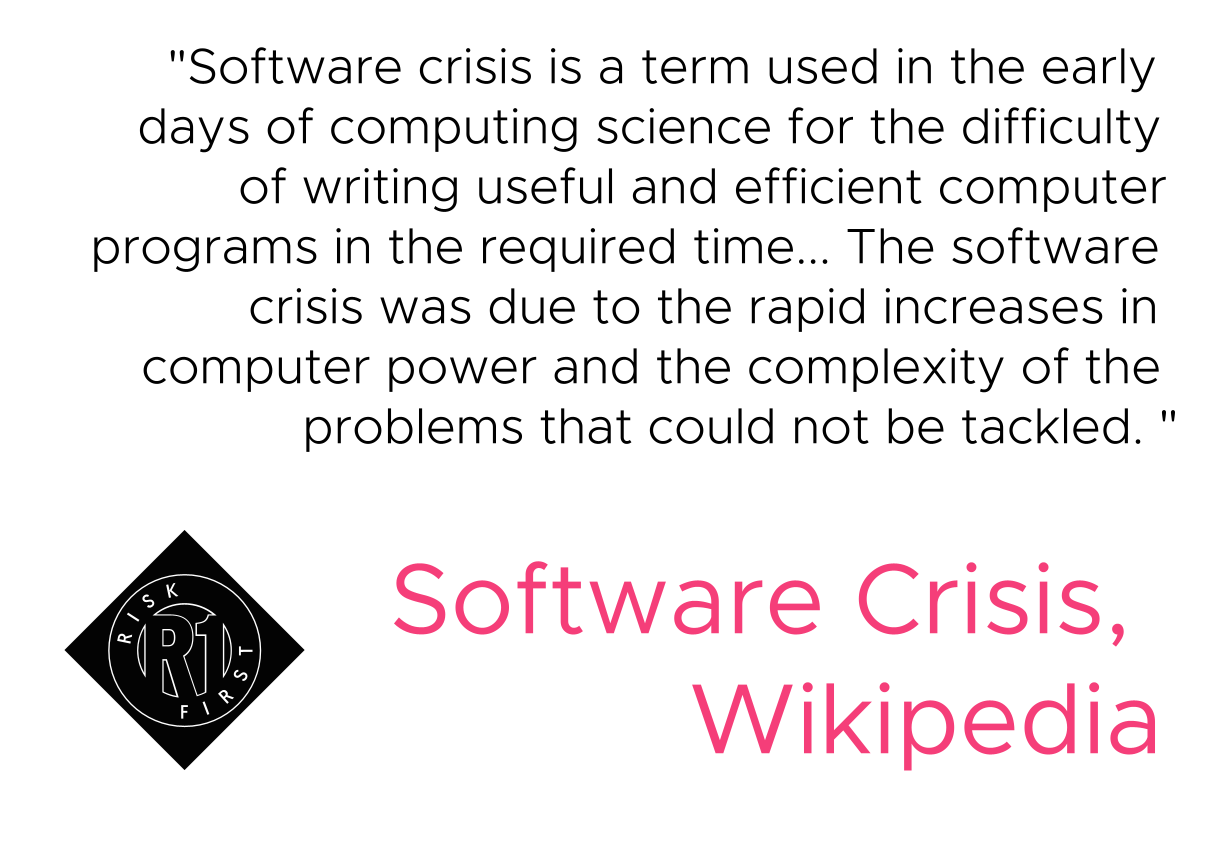 "Software crisis is a term used in the early
days of computing science for the difficulty
of writing useful and efficient computer
programs in the required time... The software
crisis was due to the rapid increases in
computer power and the complexity of the
problems that could not be tackled. "
RISK
R1
FIRST
Software Crisis,
Wikipedia